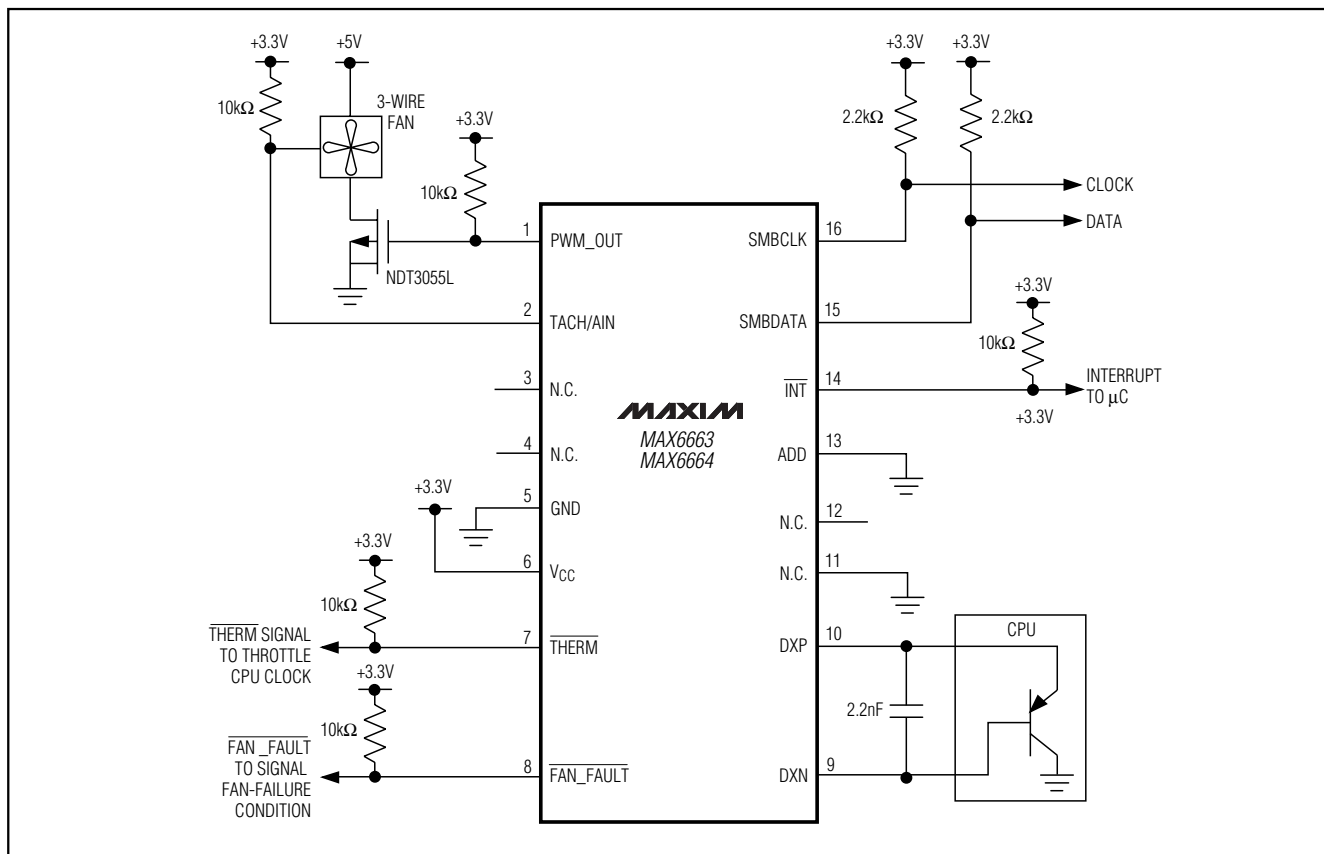 +3.3V
+5V
10kΩ
3-WIRE
FAN
+3.3V
10kΩ
NDT3055L
+3.3V
+3.3V
2.2kΩ
2.2kΩ
CLOCK
DATA
1
PWM_OUT
2
TACH/AIN
3
N.C.
4
N.C.
+3.3V
5
GND
6
VCC
+3.3V
10kΩ
THERM SIGNAL
TO THROTTLE
CPU CLOCK
7
THERM
+3.3V
10kΩ
FAN_FAULT
TO SIGNAL
FAN-FAILURE
CONDITION
8
FAN_FAULT
MAXIM
MAX6663
MAX6664
SMBCLK
16
SMBDATA
15
+3.3V
10kΩ
INT
14
INTERRUPT
TO µC
+3.3V
ADD
13
N.C.
12
N.C.
11
DXP
10
CPU
2.2nF
DXN
9